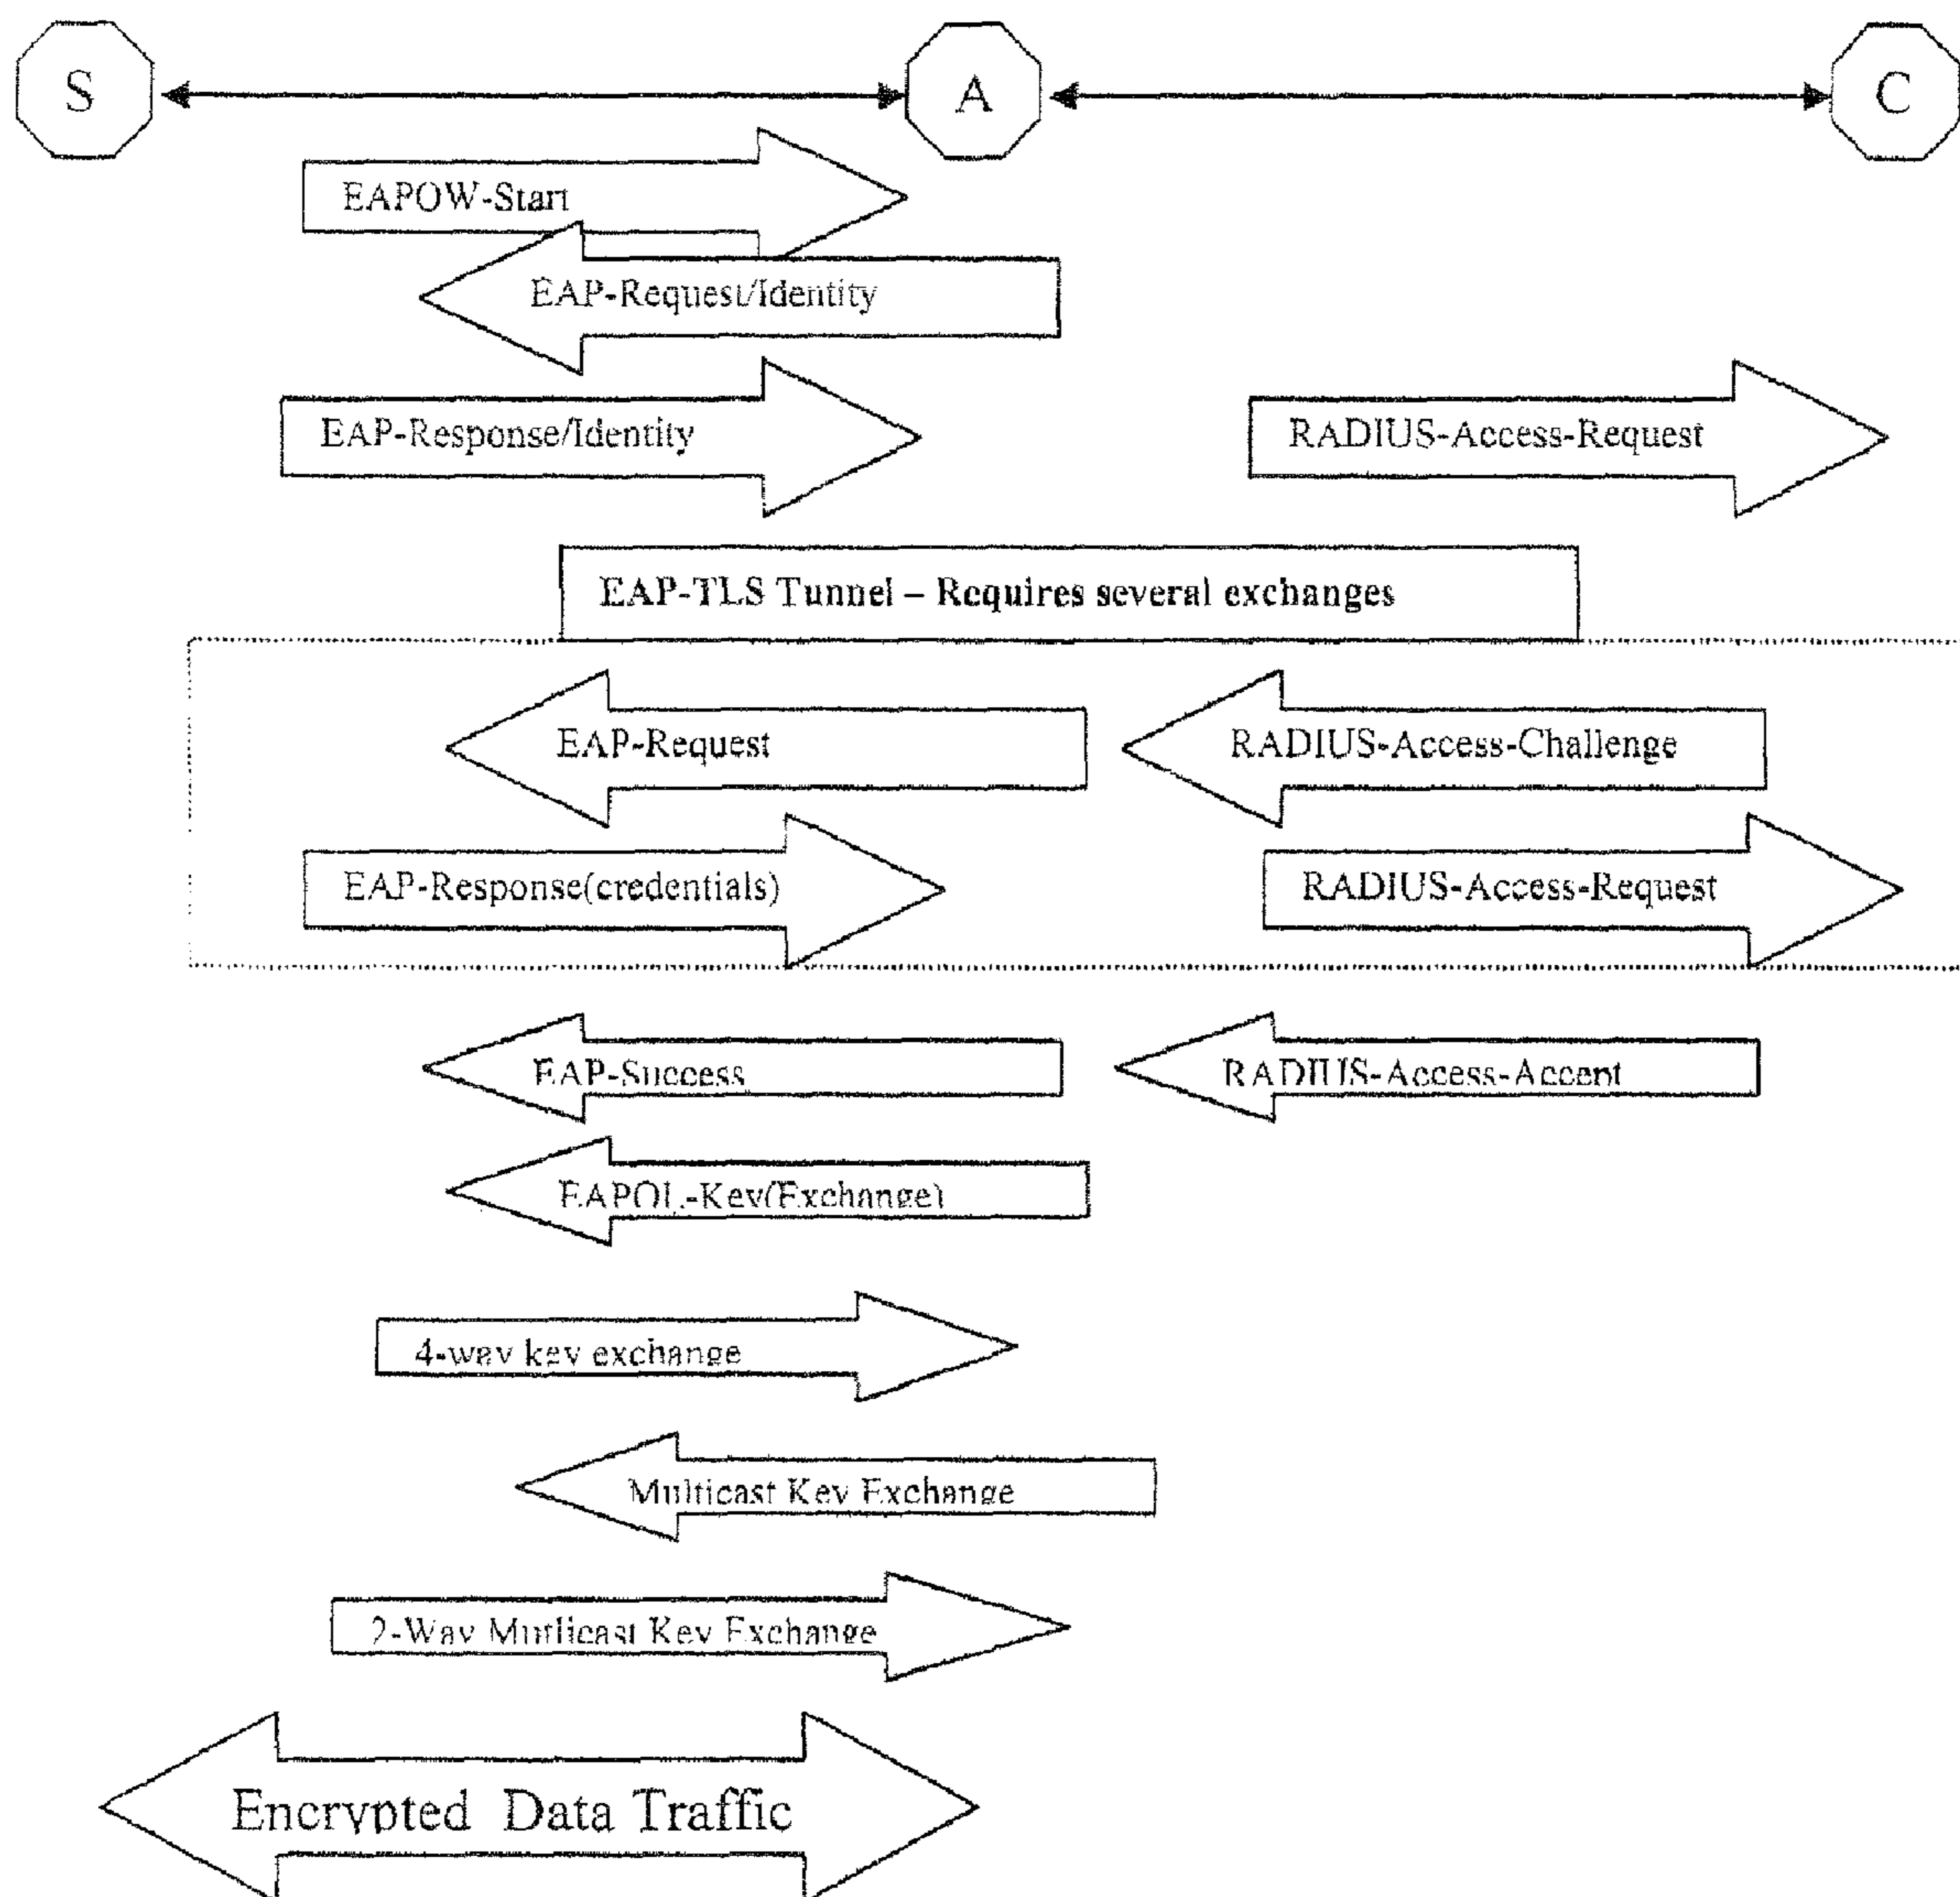 S
A
C
EAPOW-Start
EAP-Request/Identity
EAP-Response/Identity
RADIUS-Access-Request
EAP-TLS Tunnel – Requires several exchanges
EAP-Request
RADIUS-Access-Challenge
EAP-Response(credentials)
RADIUS-Access-Request
EAP-Success
RADIUS-Access-Accept
EAPOL-Key(Exchange)
4-way key exchange
Multicast Key Exchange
2-Way Mutlicast Key Exchange
Encrypted Data Traffic